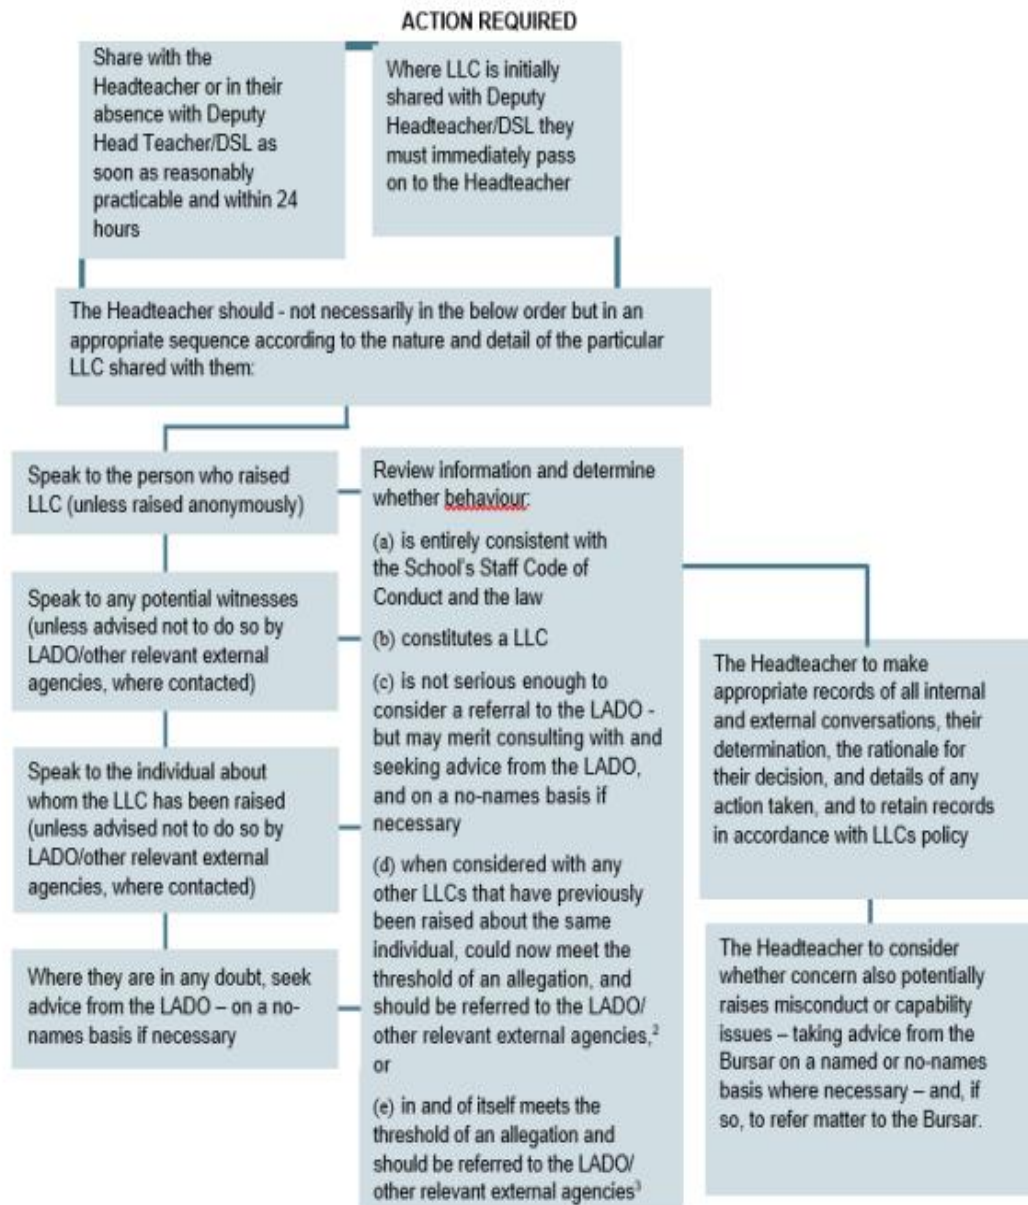 ACTION REQUIRED
Share with the
Headteacher or in their
absence with Deputy
Head Teacher/DSL as
soon as reasonably
practicable and within 24
hours
Where LLC is initially
shared with Deputy
Headteacher/DSL they
must immediately pass
on to the Headteacher
The Headteacher should - not necessarily in the below order but in an
appropriate sequence according to the nature and detail of the particular
LLC shared with them:
Speak to the person who raised
LLC (unless raised anonymously)
Speak to any potential witnesses
(unless advised not to do so by
LADO/other relevant external
agencies, where contacted)
Speak to the individual about
whom the LLC has been raised
(unless advised not to do so by
LADO/other relevant external
agencies, where contacted)
Where they are in any doubt, seek
advice from the LADO – on a no-
names basis if necessary
Review information and determine
whether behaviour:
(a) is entirely consistent with
the School's Staff Code of
Conduct and the law
(b) constitutes a LLC
(c) is not serious enough to
consider a referral to the LADO -
but may merit consulting with and
seeking advice from the LADO,
and on a no-names basis if
necessary
(d) when considered with any
other LLCs that have previously
been raised about the same
individual, could now meet the
threshold of an allegation, and
should be referred to the LADO/
other relevant external agencies,²
or
(e) in and of itself meets the
threshold of an allegation and
should be referred to the LADO/
other relevant external agencies³
The Headteacher to make
appropriate records of all internal
and external conversations, their
determination, the rationale for
their decision, and details of any
action taken, and to retain records
in accordance with LLCs policy
The Headteacher to consider
whether concern also potentially
raises misconduct or capability
issues – taking advice from the
Bursar on a named or no-names
basis where necessary – and, if
so, to refer matter to the Bursar.